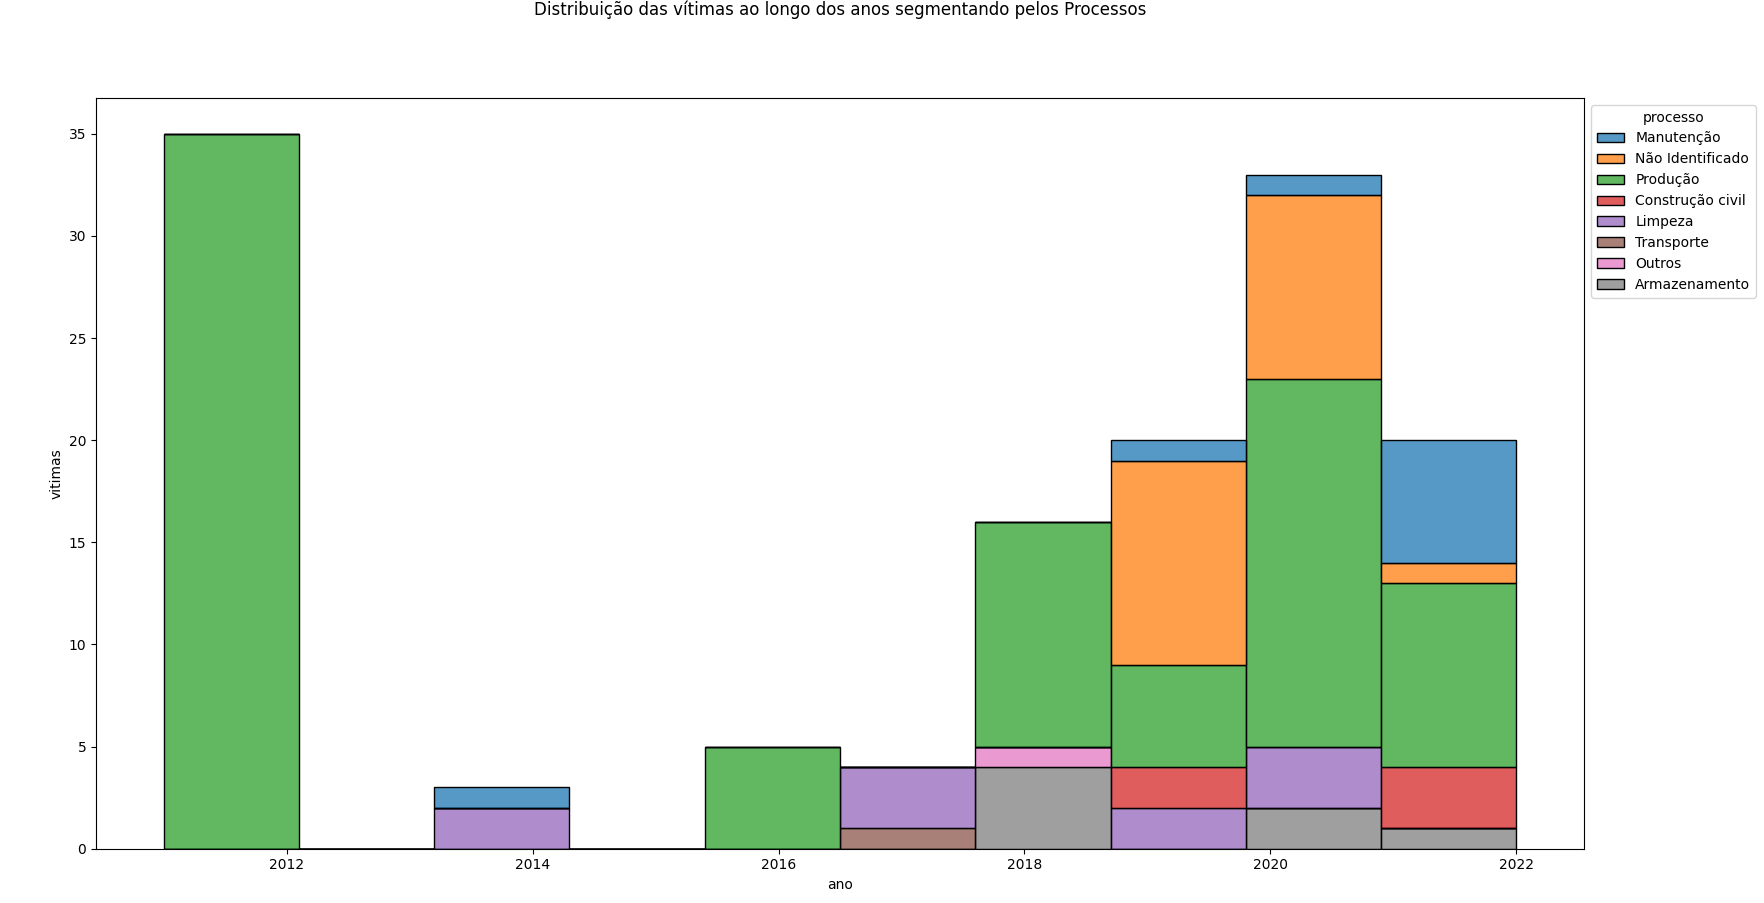 Distribuição das vítimas ao longo dos anos segmentando pelos Processos
processo
Manutenção
Não Identificado
Produção
Construção civil
Limpeza
Transporte
Outros
Armazenamento
35
30
25
20
15
10
5
0
vitimas
2012 2014 2016 2018 2020 2022
ano